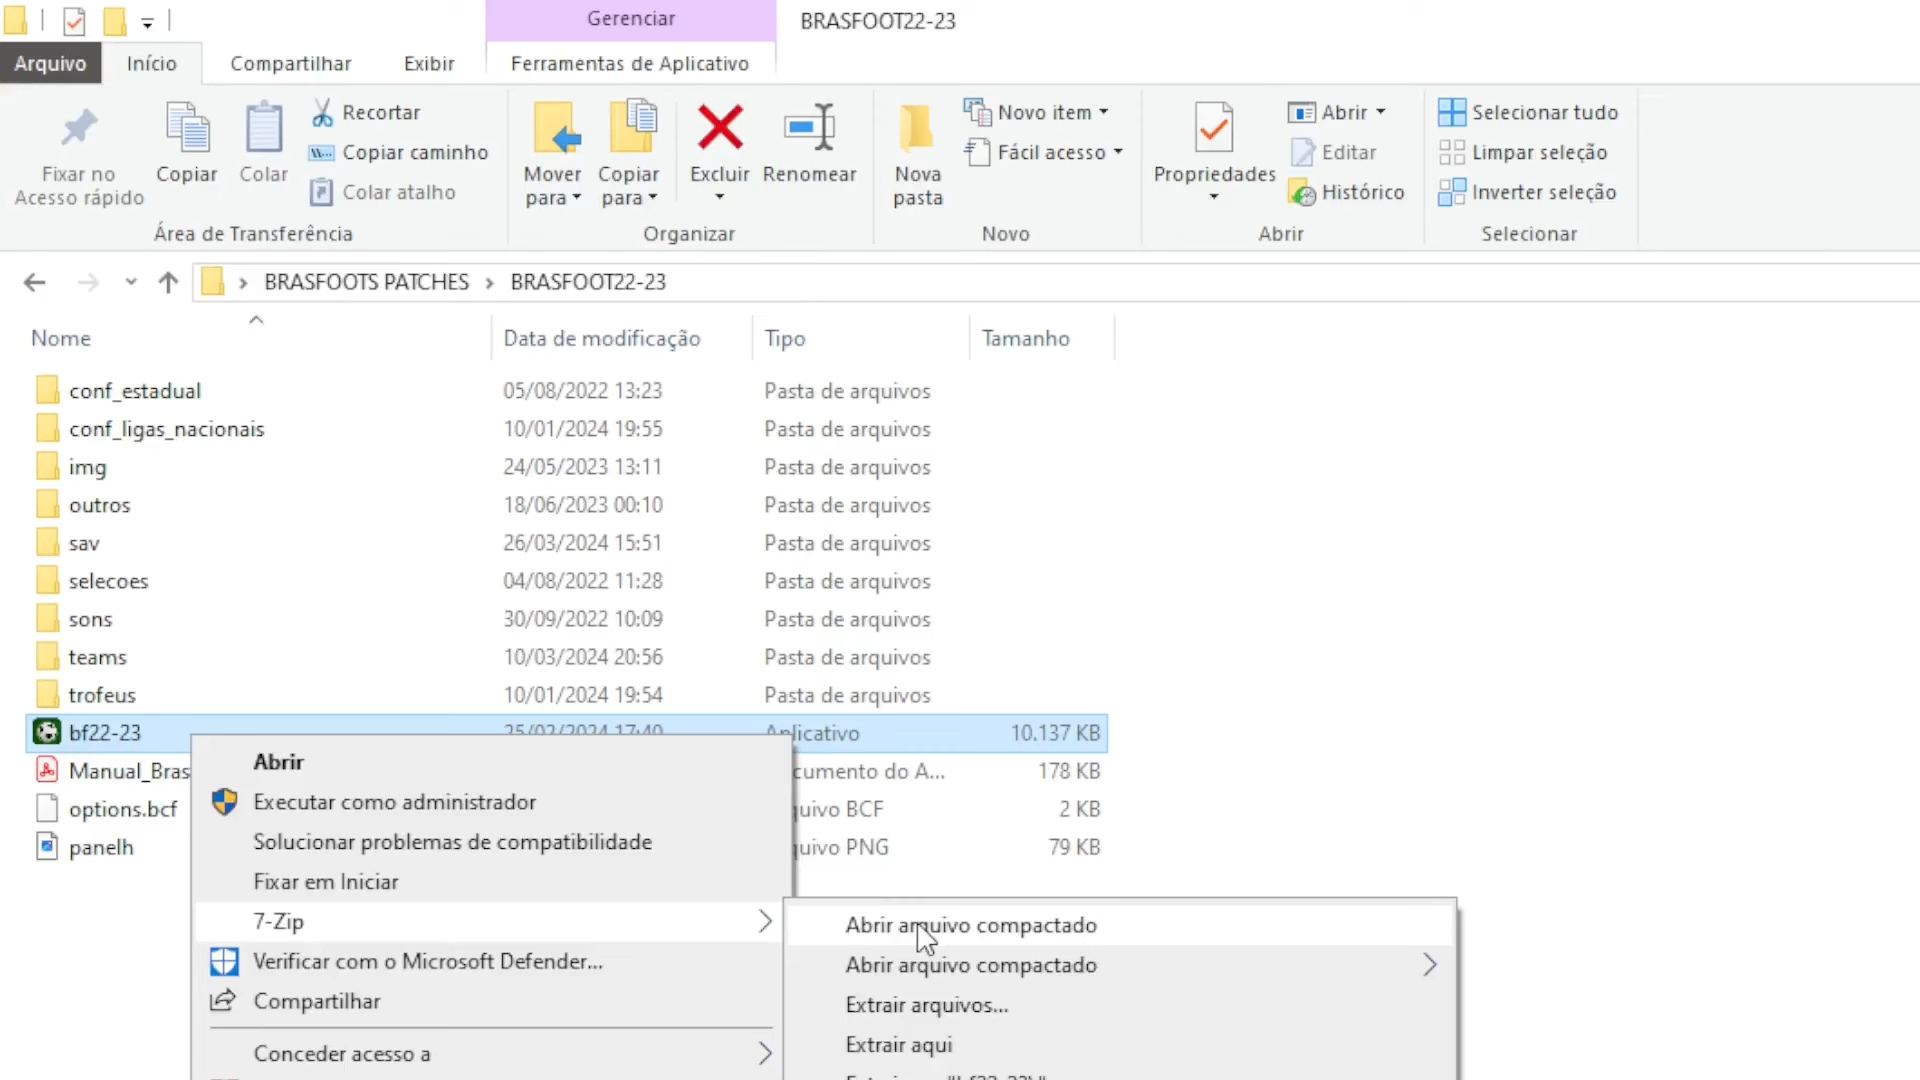 Gerenciar
BRASFOOT22-23
Arquivo
Início
Compartilhar
Exibir
Ferramentas de Aplicativo
Fixar no
Acesso rápido
Copiar
Colar
Recortar
Copiar caminho
Colar atalho
Área de Transferência
Mover
para
Copiar
para
Excluir
Renomear
Organizar
Nova
pasta
Novo item
Fácil acesso
Novo
Propriedades
Abrir
Editar
Histórico
Abrir
Selecionar tudo
Limpar seleção
Inverter seleção
Selecionar
BRASFOOTS PATCHES > BRASFOOT22-23
Nome Data de modificação Tipo Tamanho
conf_estadual 05/08/2022 13:23 Pasta de arquivos
conf_ligas_nacionais 10/01/2024 19:55 Pasta de arquivos
img 24/05/2023 13:11 Pasta de arquivos
outros 18/06/2023 00:10 Pasta de arquivos
sav 26/03/2024 15:51 Pasta de arquivos
selecoes 04/08/2022 11:28 Pasta de arquivos
sons 30/09/2022 10:09 Pasta de arquivos
teams 10/03/2024 20:56 Pasta de arquivos
trofeus 10/01/2024 19:54 Pasta de arquivos
bf22-23 Aplicativo 10.137 KB
Manual_Bras cumento do A... 178 KB
options.bcf quivo BCF 2 KB
panelh quivo PNG 79 KB
Abrir
Executar como administrador
Solucionar problemas de compatibilidade
Fixar em Iniciar
7-Zip
Verificar com o Microsoft Defender...
Compartilhar
Conceder acesso a
Abrir arquivo compactado
Abrir arquivo compactado
Extrair arquivos...
Extrair aqui